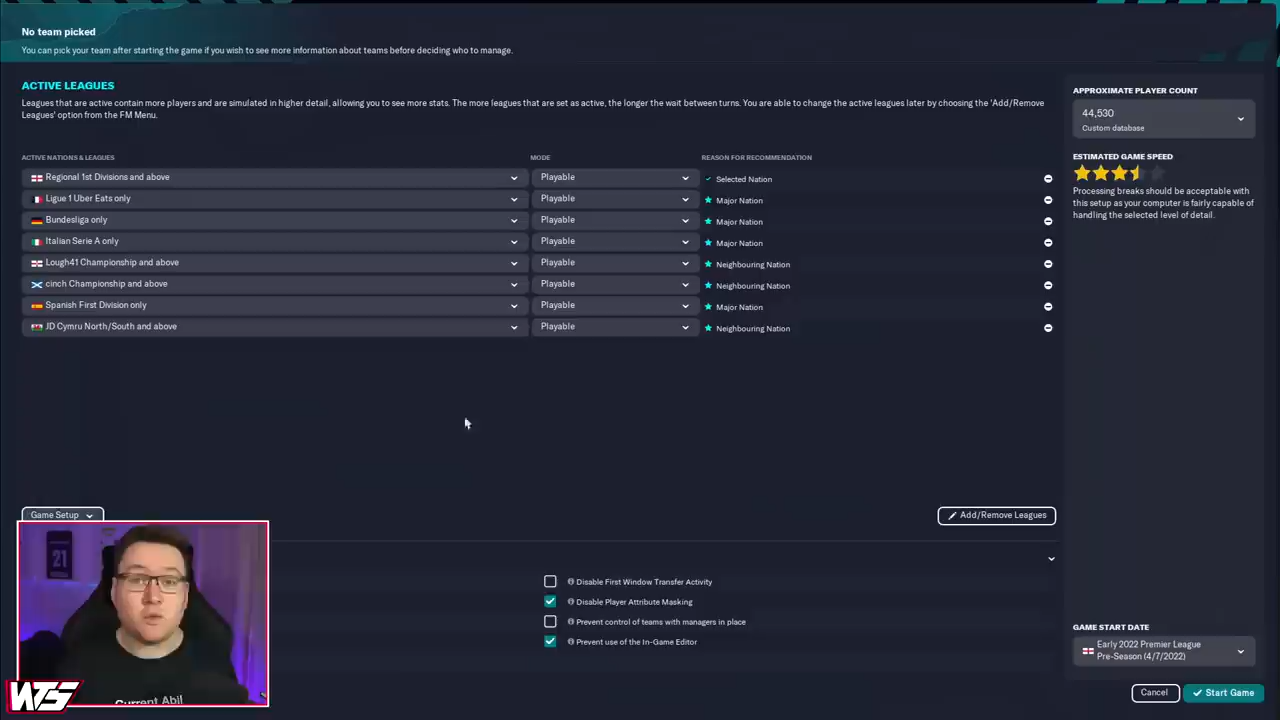 No team picked
You can pick your team after starting the game if you wish to see more information about teams before deciding who to manage.
ACTIVE LEAGUES
Leagues that are active contain more players and are simulated in higher detail, allowing you to see more stats. The more leagues that are set as active, the longer the wait between turns. You are able to change the active leagues later by choosing the 'Add/Remove
Leagues' option from the FM Menu.
ACTIVE NATIONS & LEAGUES MODE REASON FOR RECOMMENDATION
Regional 1st Divisions and above Playable Selected Nation
Ligue 1 Uber Eats only Playable Major Nation
Bundesliga only Playable Major Nation
Italian Serie A only Playable Major Nation
Lough41 Championship and above Playable Neighbouring Nation
cinch Championship and above Playable Neighbouring Nation
Spanish First Division only Playable Major Nation
JD Cymru North/South and above Playable Neighbouring Nation
Game Setup
Add/Remove Leagues
Disable First Window Transfer Activity
Disable Player Attribute Masking
Prevent control of teams with managers in place
Prevent use of the In-Game Editor
APPROXIMATE PLAYER COUNT
44,530
Custom database
ESTIMATED GAME SPEED
Processing breaks should be acceptable with
this setup as your computer is fairly capable of
handling the selected level of detail.
GAME START DATE
Early 2022 Premier League
Pre-Season (4/7/2022)
Cancel
Start Game
21
Current Abil
WTS